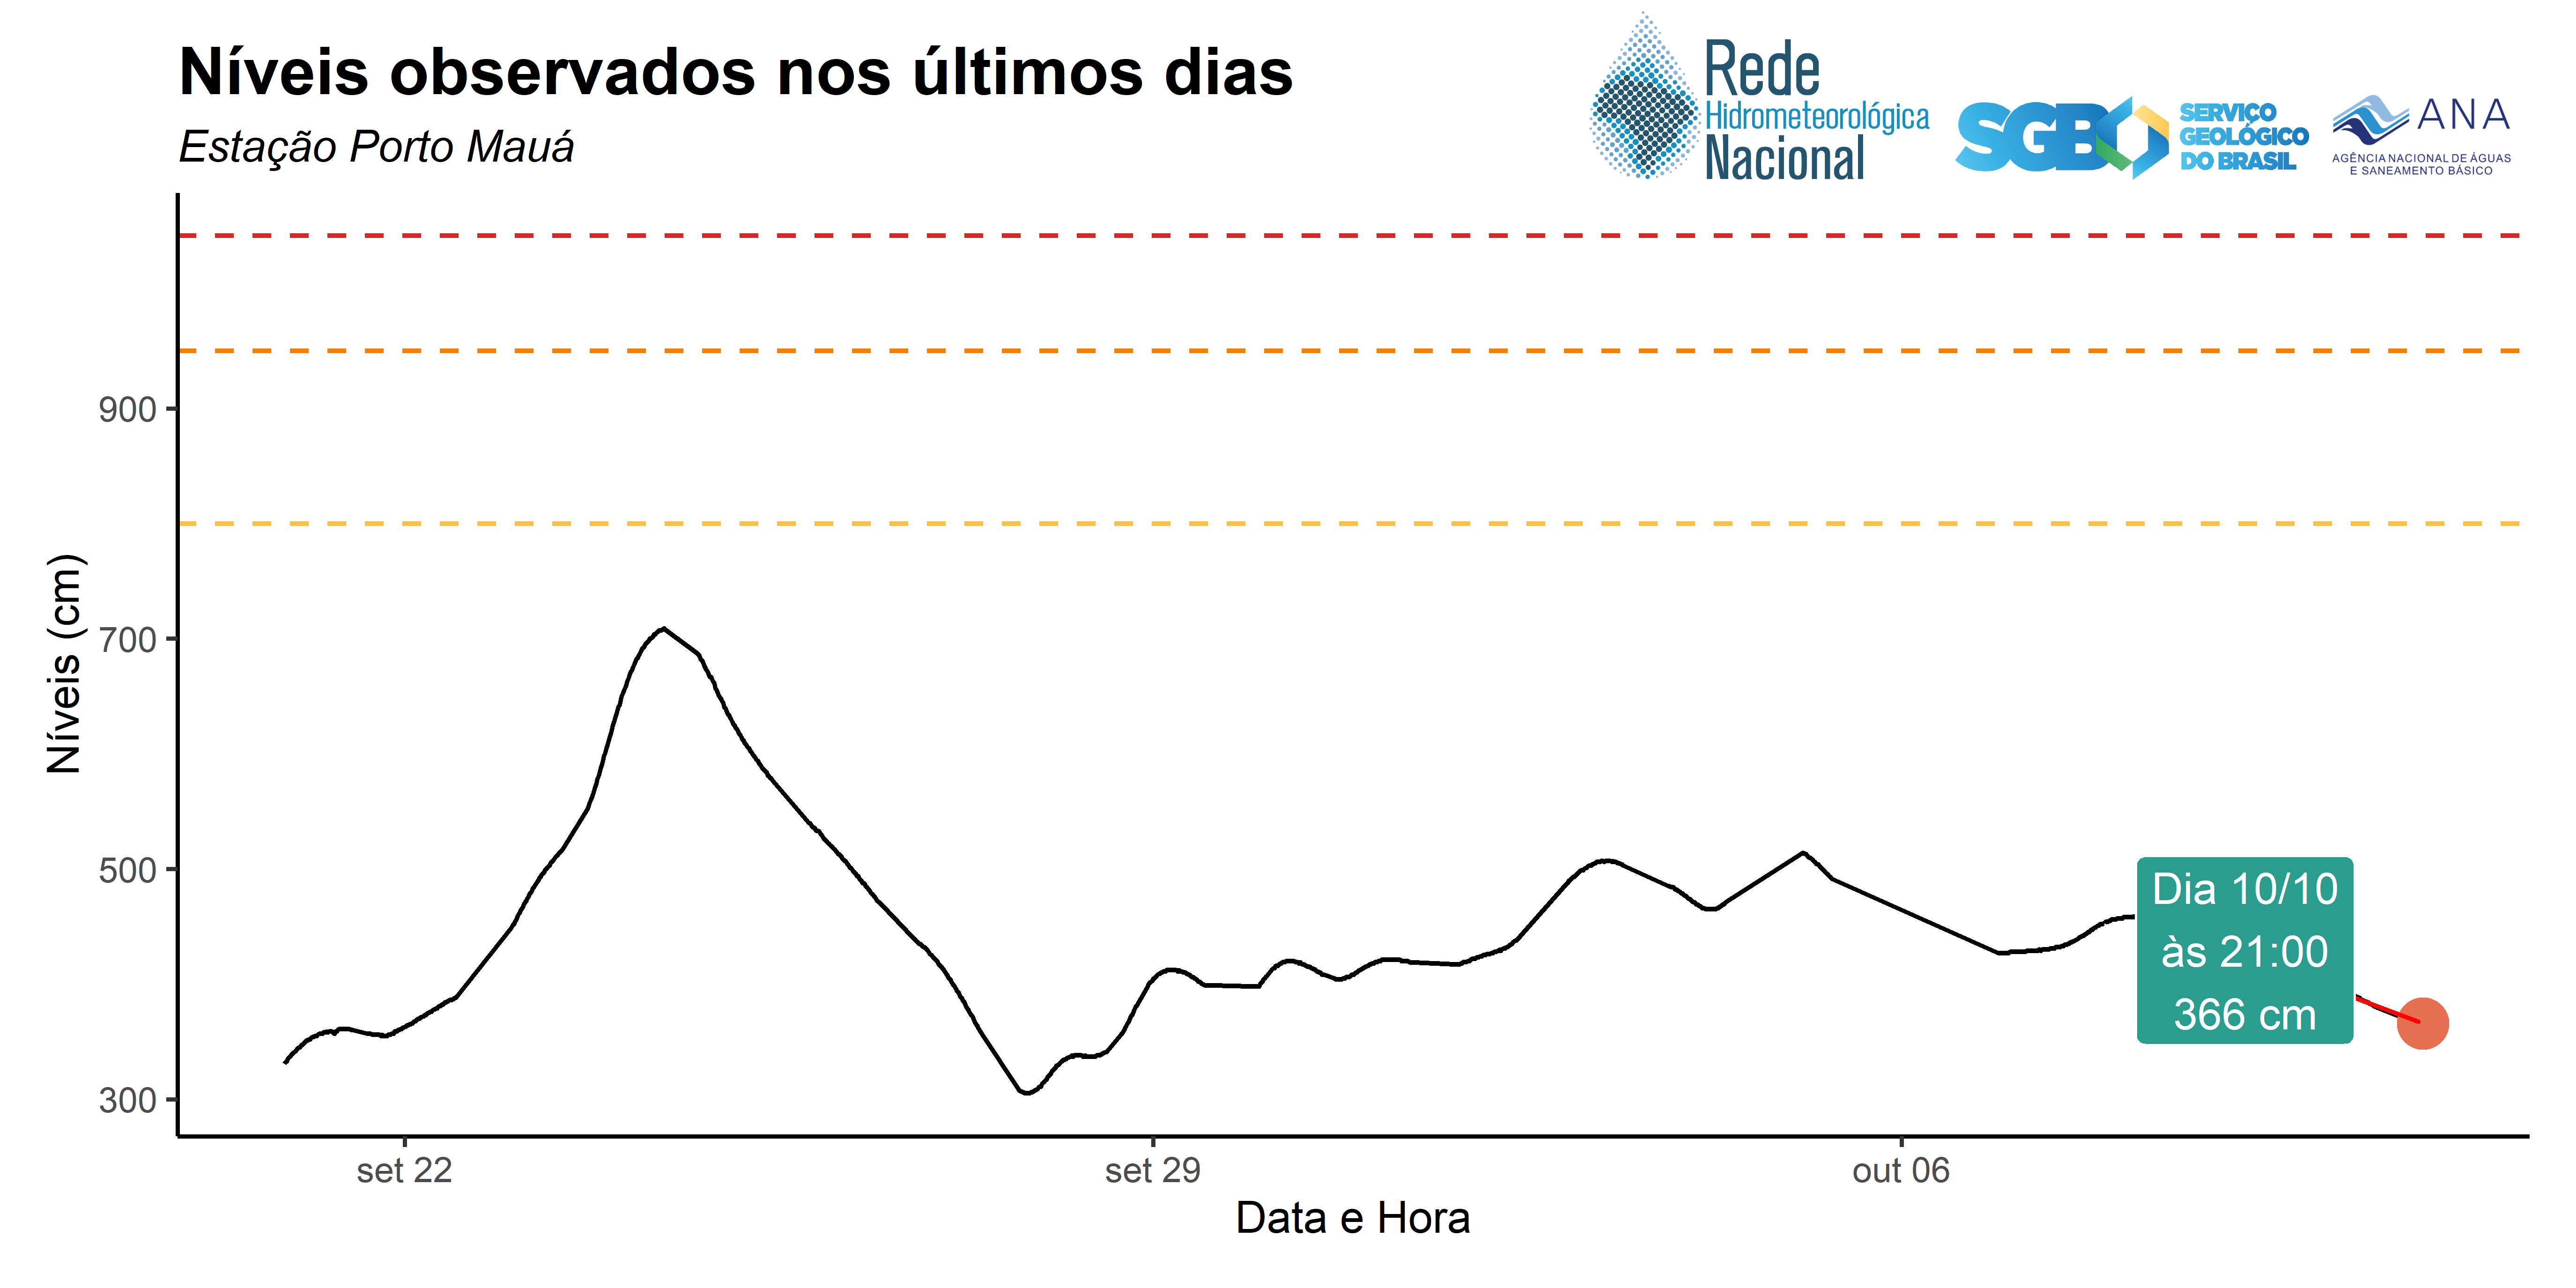 Níveis observados nos últimos dias
Estação Porto Mauá
Rede
Hidrometeorológica
Nacional
SGB
SERVIÇO
GEOLÓGICO
DO BRASIL
ANA
AGÊNCIA NACIONAL DE ÁGUAS
E SANEAMENTO BÁSICO
Níveis (cm)
900
700
500
300
Dia 10/10
às 21:00
366 cm
set 22
set 29
out 06
Data e Hora